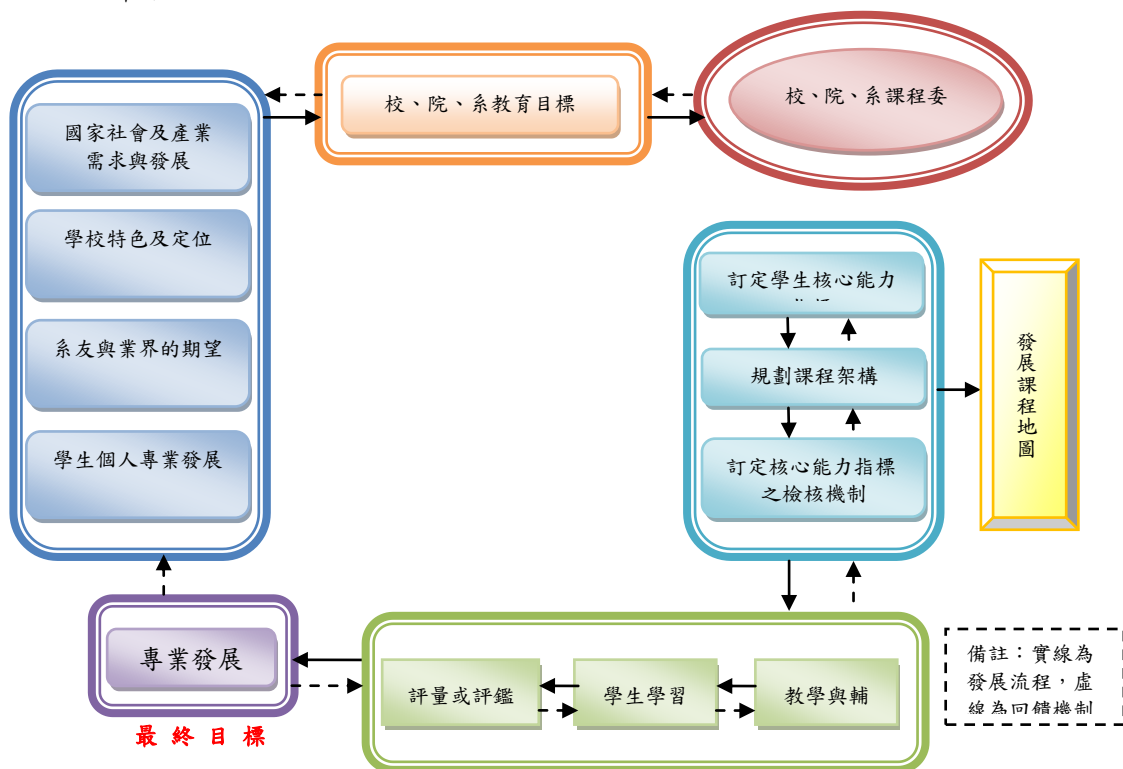 校、院、系教育目標
校、院、系課程委
國家社會及產業
需求與發展
學校特色及定位
系友與業界的期望
學生個人專業發展
訂定學生核心能力
規劃課程架構
訂定核心能力指標
之檢核機制
發展課程地圖
專業發展
最終目標
評量或評鑑
學生學習
教學與輔
備註：實線為
發展流程，虛
線為回饋機制